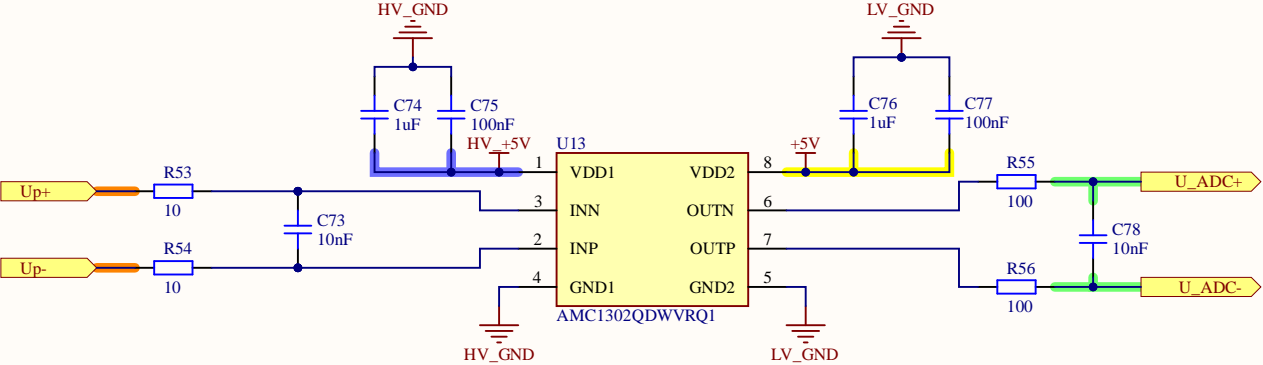 HV_GND
LV_GND
C74
1uF
C75
100nF
C76
1uF
C77
100nF
HV_+5V
U13
+5V
1
VDD1
VDD2
8
Up+
R53
10
3
INN
OUTN
6
R55
100
U_ADC+
C73
10nF
C78
10nF
Up-
R54
10
2
INP
OUTP
7
R56
100
U_ADC-
4
GND1
GND2
5
AMC1302QDWVRQ1
HV_GND
LV_GND